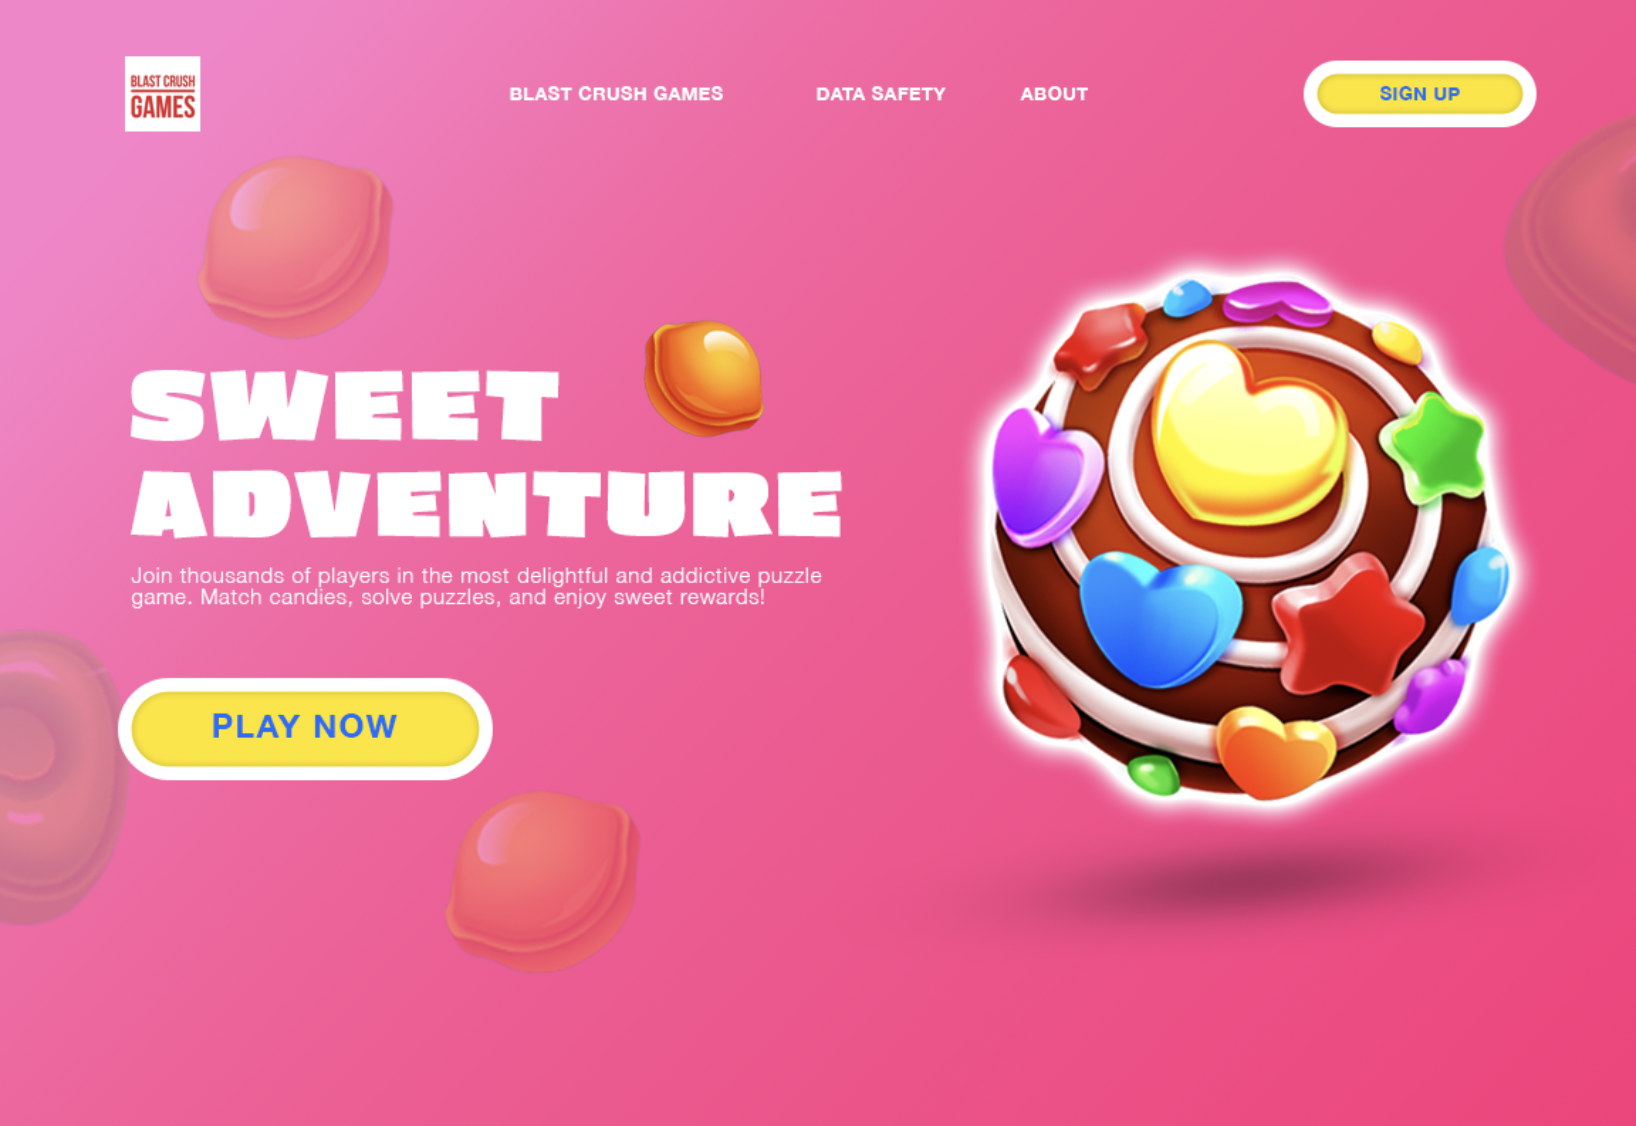 BLAST CRUSH
GAMES
BLAST CRUSH GAMES
DATA SAFETY
ABOUT
SIGN UP
SWEET
ADVENTURE
Join thousands of players in the most delightful and addictive puzzle
game. Match candies, solve puzzles, and enjoy sweet rewards!
PLAY NOW